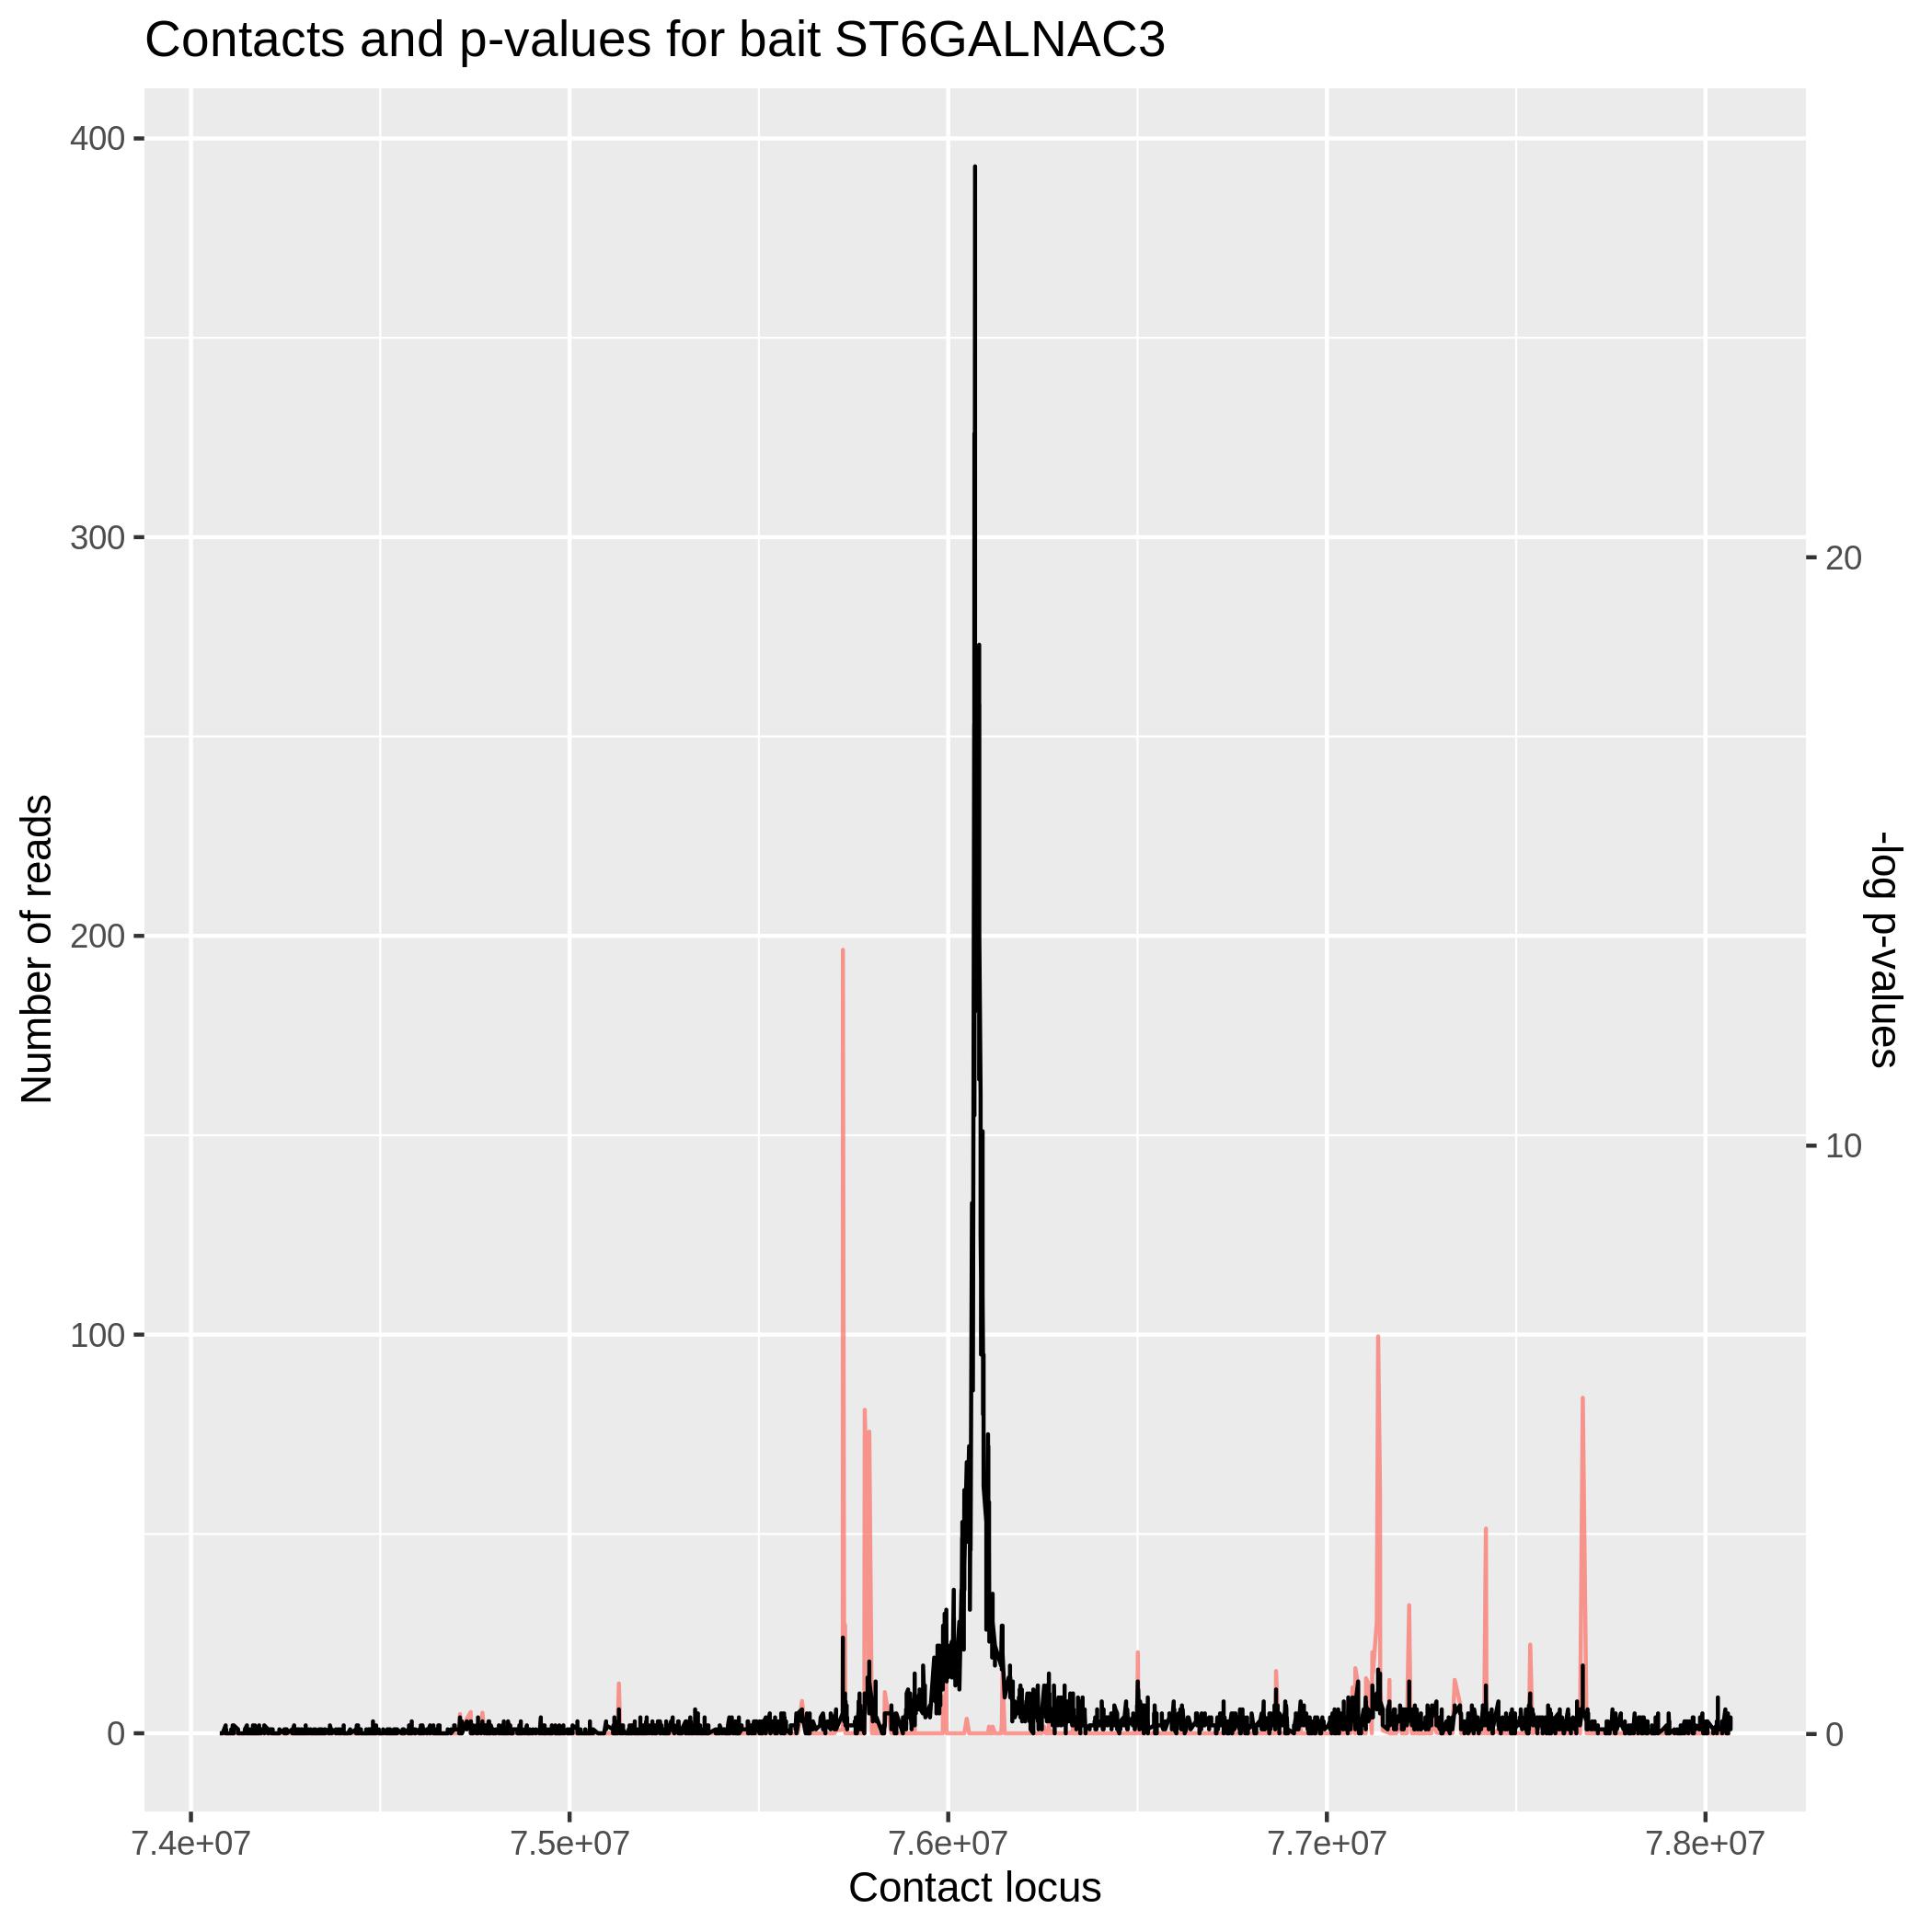 Contacts and p-values for bait ST6GALNAC3
400
300
200
100
0
Number of reads
20
10
0
-log p-values
7.4e+07 7.5e+07 7.6e+07 7.7e+07 7.8e+07
Contact locus